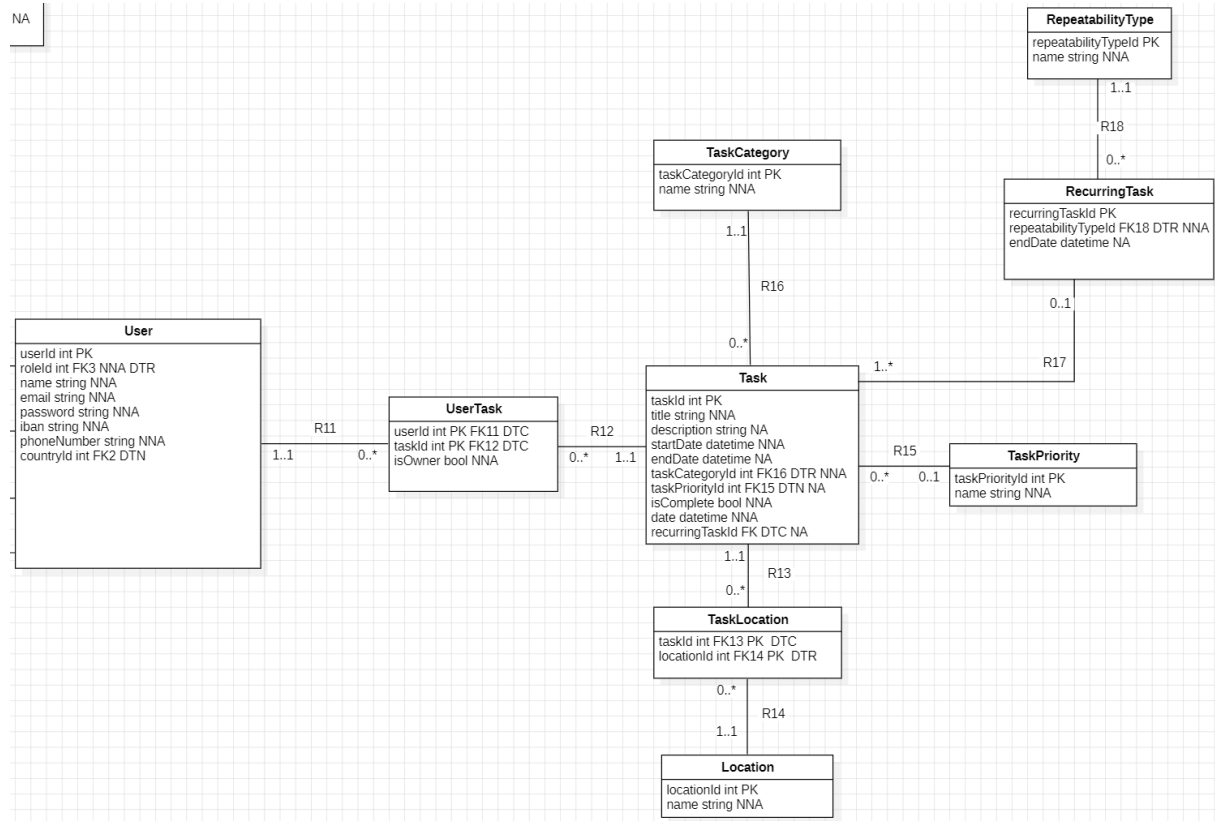 NA
RepeatabilityType
repeatabilityTypeId PK
name string NNA
1..1
R18
0..*
RecurringTask
recurringTaskId PK
repeatabilityTypeId FK18 DTR NNA
endDate datetime NA
0..1
R17
1..*
TaskCategory
taskCategoryId int PK
name string NNA
1..1
R16
0..*
User
userId int PK
roleId int FK3 NNA DTR
name string NNA
email string NNA
password string NNA
iban string NNA
phoneNumber string NNA
countryId int FK2 DTN
R11
1..1
0..*
UserTask
userId int PK FK11 DTC
taskId int PK FK12 DTC
isOwner bool NNA
R12
0..*
1..1
Task
taskId int PK
title string NNA
description string NA
startDate datetime NNA
endDate datetime NA
taskCategoryId int FK16 DTR NNA
taskPriorityId int FK15 DTN NA
isComplete bool NNA
date datetime NNA
recurringTaskId FK DTC NA
R15
0..*
0..1
TaskPriority
taskPriorityId int PK
name string NNA
1..1
R13
0..*
TaskLocation
taskId int FK13 PK  DTC
locationId int FK14 PK  DTR
0..*
R14
1..1
Location
locationId int PK
name string NNA